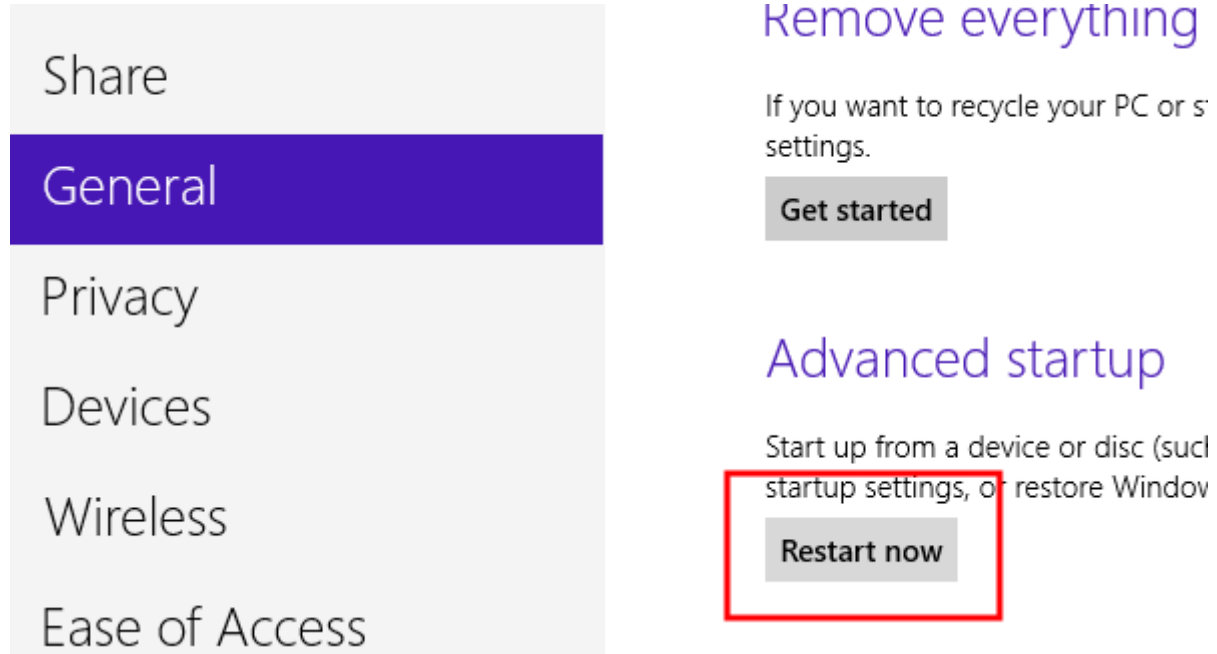 Share
General
Privacy
Devices
Wireless
Ease of Access
Remove everything
If you want to recycle your PC or
settings.
Get started
Advanced startup
Start up from a device or disc (such
startup settings, or restore Window
Restart now